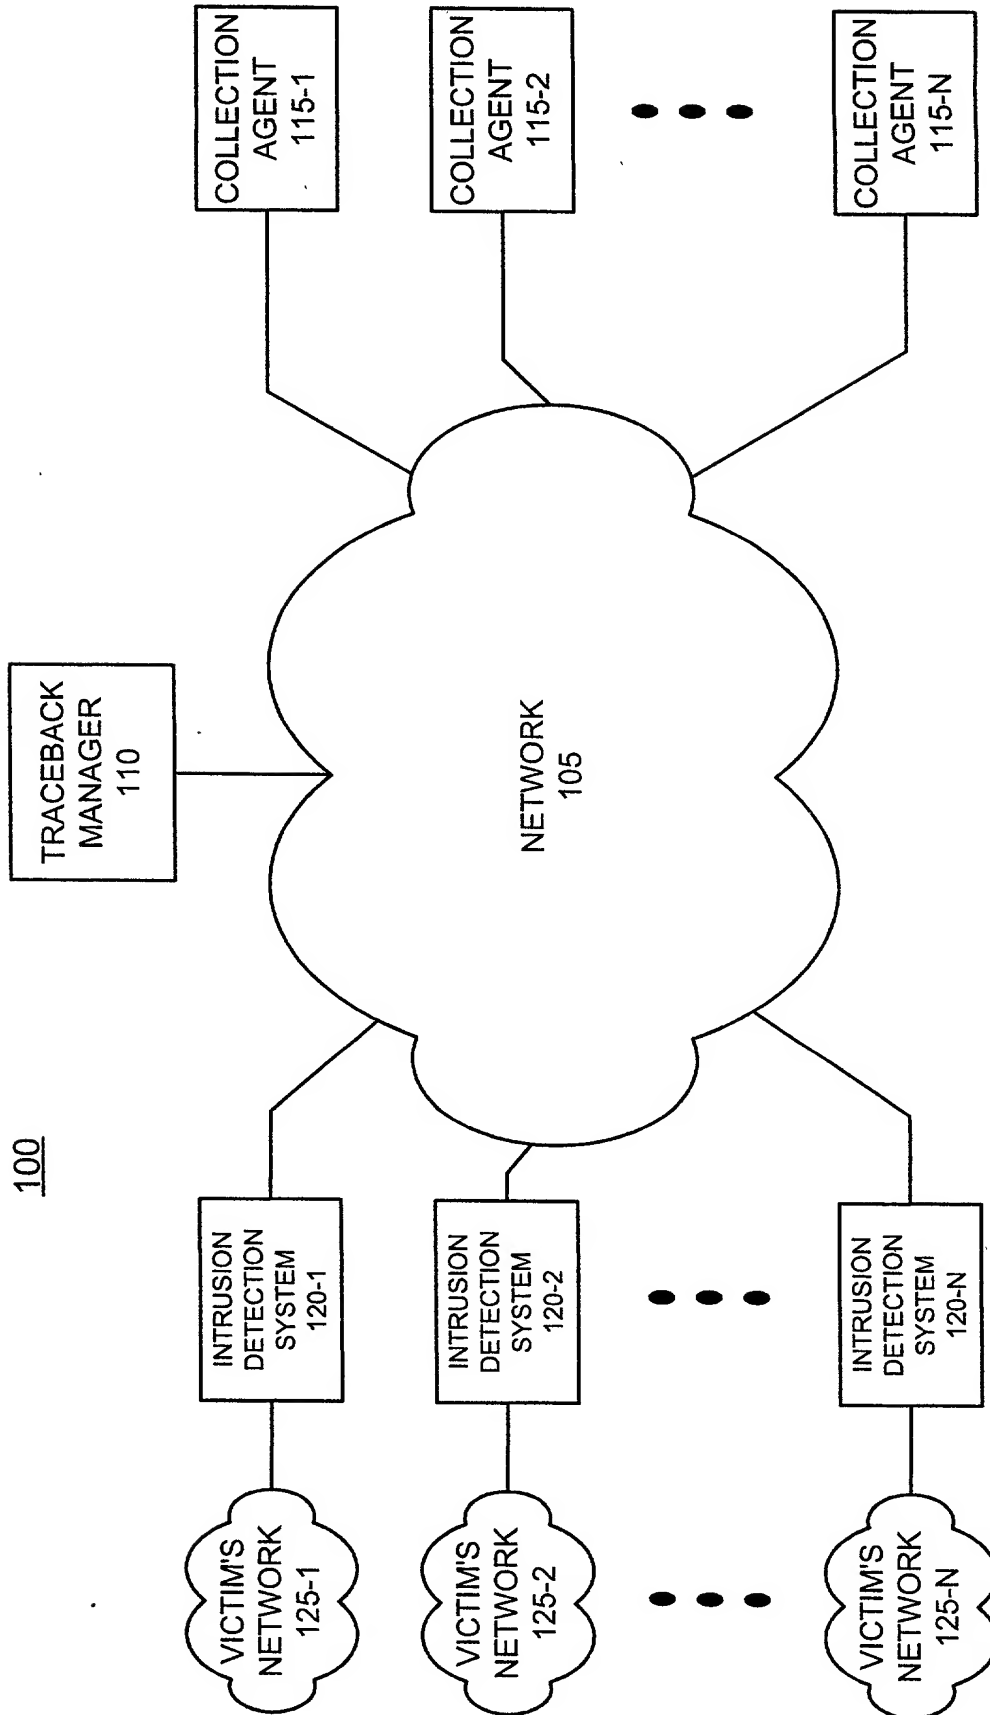 100
TRACEBACK
MANAGER
110
VICTIM'S
NETWORK
125-1
INTRUSION
DETECTION
SYSTEM
120-1
COLLECTION
AGENT
115-1
VICTIM'S
NETWORK
125-2
INTRUSION
DETECTION
SYSTEM
120-2
NETWORK
105
COLLECTION
AGENT
115-2
VICTIM'S
NETWORK
125-N
INTRUSION
DETECTION
SYSTEM
120-N
COLLECTION
AGENT
115-N